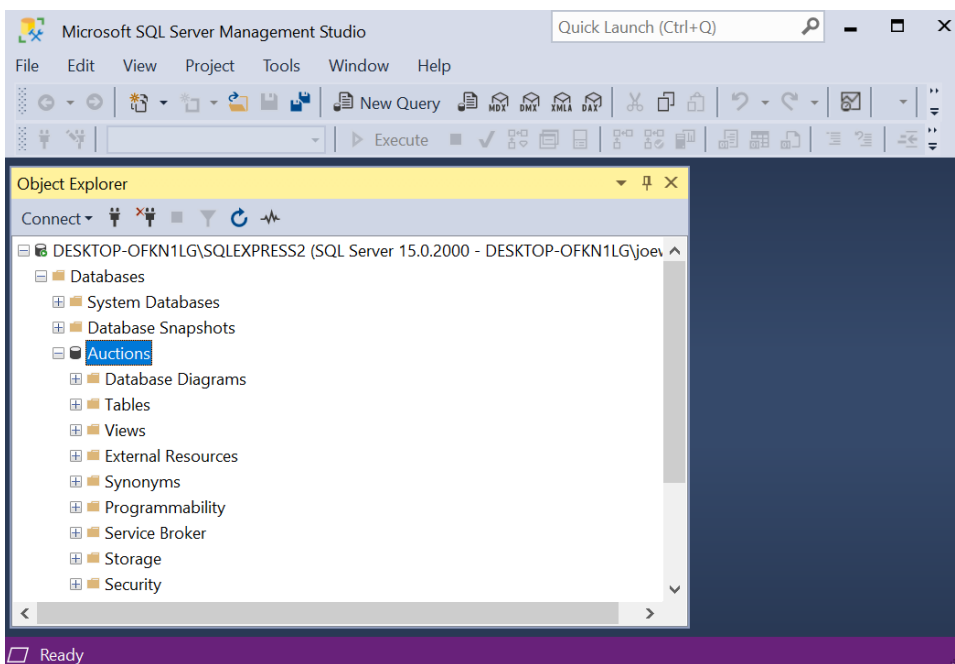 Microsoft SQL Server Management Studio
Quick Launch (Ctrl+Q)
File Edit View Project Tools Window Help
New Query MDX DMX XMLA DAX
Execute
Object Explorer
Connect
DESKTOP-OFKN1LG\SQLEXPRESS2 (SQL Server 15.0.2000 - DESKTOP-OFKN1LG\joev
Databases
System Databases
Database Snapshots
Auctions
Database Diagrams
Tables
Views
External Resources
Synonyms
Programmability
Service Broker
Storage
Security
Ready